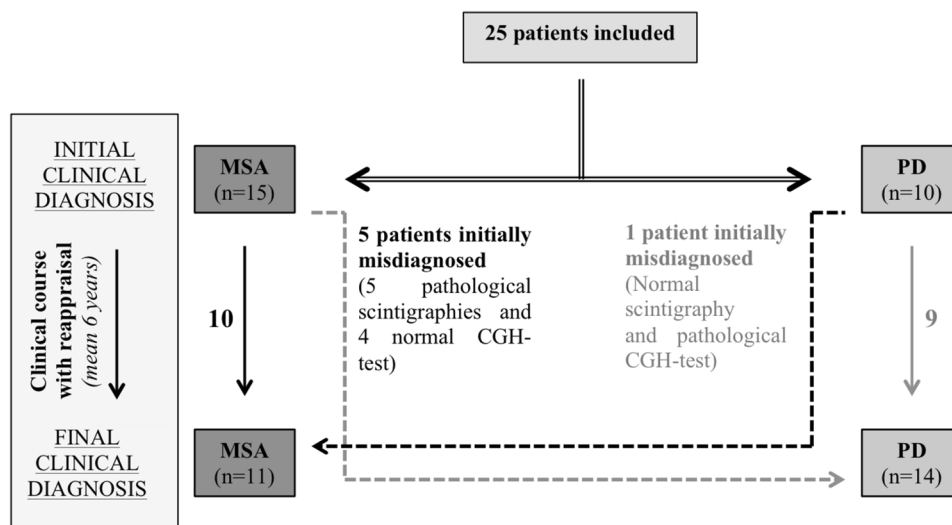 25 patients included
INITIAL
CLINICAL
DIAGNOSIS
MSA
(n=15)
PD
(n=10)
Clinical course
with reappraisal
(mean 6 years)
10
5 patients initially
misdiagnosed
(5 pathological
scintigraphies and
4 normal CGH-
test)
1 patient initially
misdiagnosed
(Normal
scintigraphy
and pathological
CGH-test)
9
FINAL
CLINICAL
DIAGNOSIS
MSA
(n=11)
PD
(n=14)